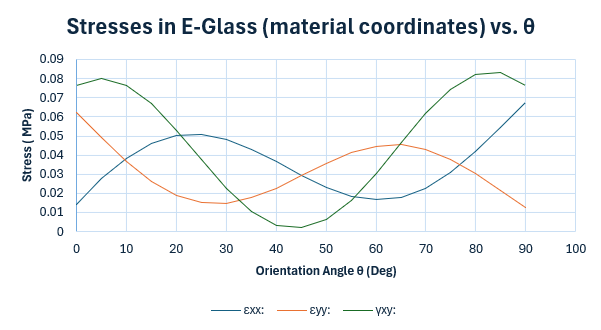 Stresses in E-Glass (material coordinates) vs. θ
0.09
0.08
0.07
0.06
0.05
0.04
0.03
0.02
0.01
0
Stress ( MPa)
0 10 20 30 40 50 60 70 80 90 100
Orientation Angle θ (Deg)
εxx: εyy: γxy: